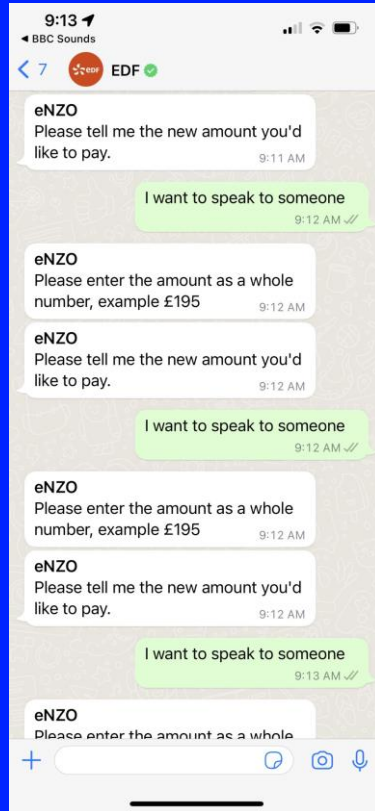 9:13
◀ BBC Sounds
7 edf EDF
eNZO
Please tell me the new amount you'd
like to pay.
9:11 AM
I want to speak to someone
9:12 AM
eNZO
Please enter the amount as a whole
number, example £195
9:12 AM
eNZO
Please tell me the new amount you'd
like to pay.
9:12 AM
I want to speak to someone
9:12 AM
eNZO
Please enter the amount as a whole
number, example £195
9:12 AM
eNZO
Please tell me the new amount you'd
like to pay.
9:12 AM
I want to speak to someone
9:13 AM
eNZO
Please enter the amount as a whole